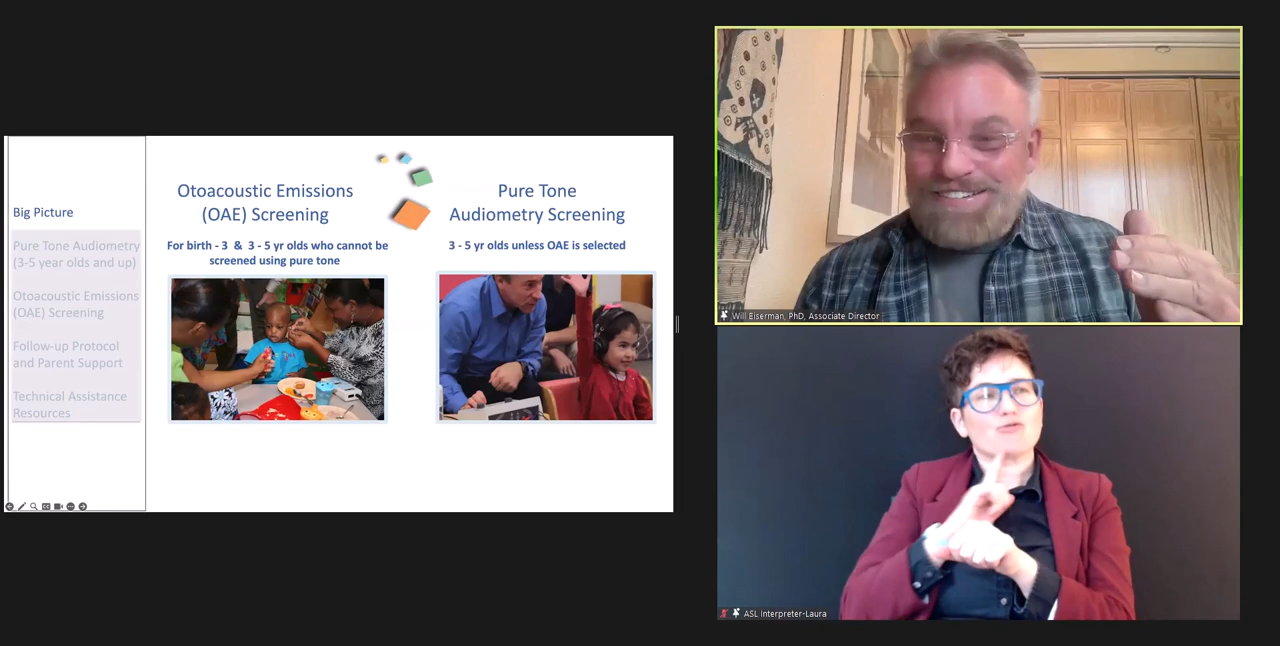 Big Picture
Pure Tone Audiometry
(3-5 year olds and up)
Otoacoustic Emissions
(OAE) Screening
Follow-up Protocol
and Parent Support
Technical Assistance
Resources
Otoacoustic Emissions
(OAE) Screening
For birth - 3 & 3 - 5 yr olds who cannot be
screened using pure tone
Pure Tone
Audiometry Screening
3 - 5 yr olds unless OAE is selected
Will Eiserman, PhD, Associate Director
ASL Interpreter-Laura